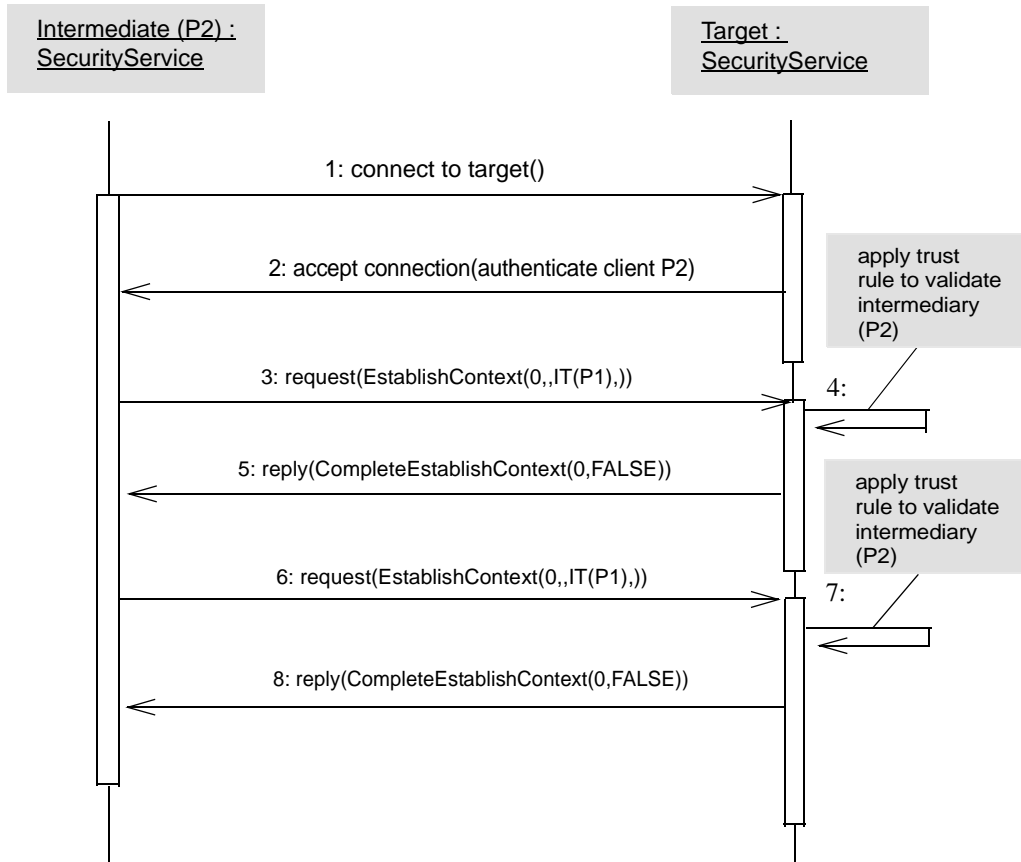 Intermediate (P2) :
SecurityService
Target :
SecurityService
1: connect to target()
2: accept connection(authenticate client P2)
apply trust
rule to validate
intermediary
(P2)
3: request(EstablishContext(0,,IT(P1),))
4:
5: reply(CompleteEstablishContext(0,FALSE))
apply trust
rule to validate
intermediary
(P2)
6: request(EstablishContext(0,,IT(P1),))
7:
8: reply(CompleteEstablishContext(0,FALSE))